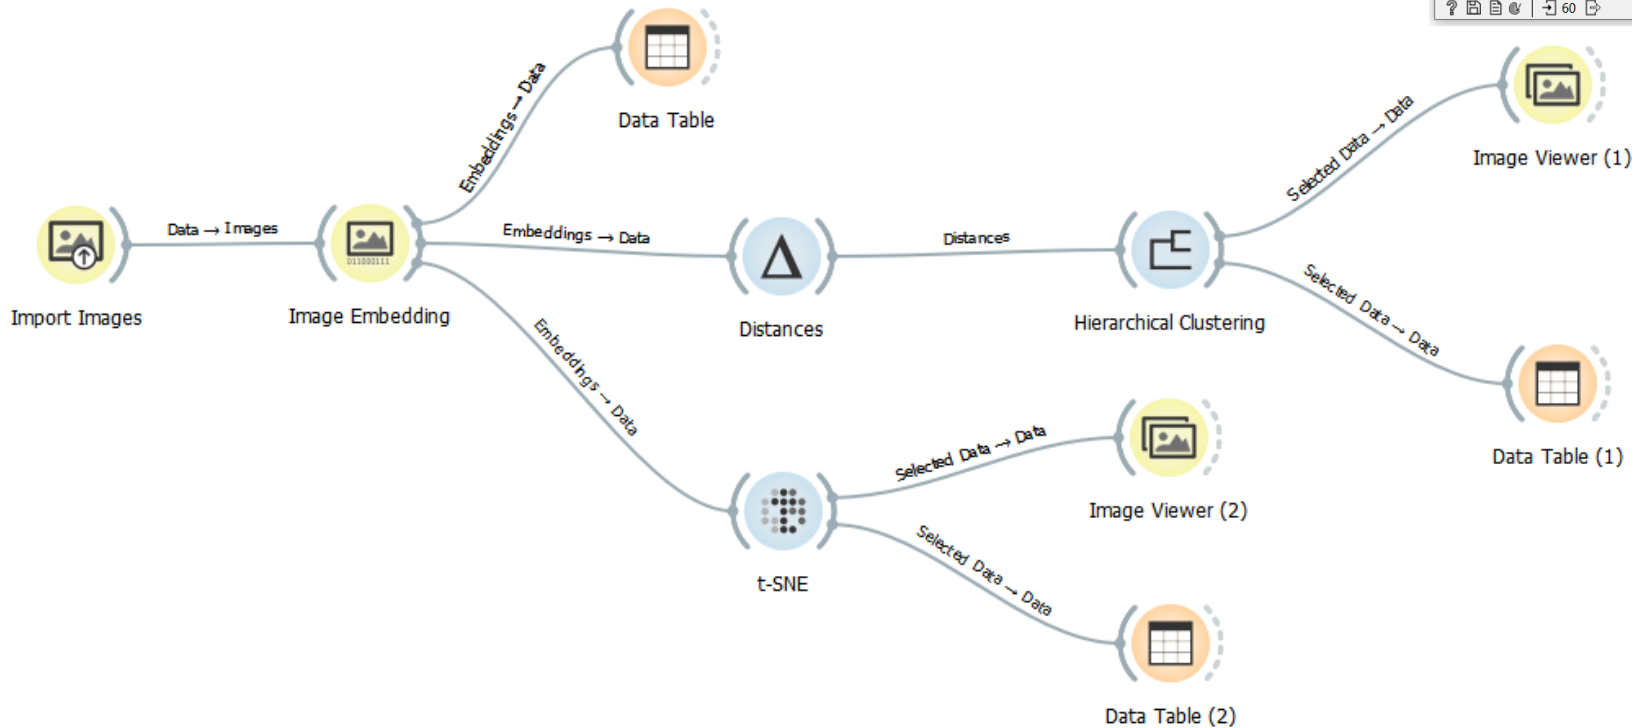 60
Data Table
Embeddings → Data
Image Viewer (1)
Selected Data → Data
Data → Images
Embeddings → Data
Distances
011000111
Import Images
Image Embedding
Distances
Hierarchical Clustering
Selected Data → Data
Embeddings → Data
Data Table (1)
Selected Data → Data
Image Viewer (2)
t-SNE
Selected Data → Data
Data Table (2)